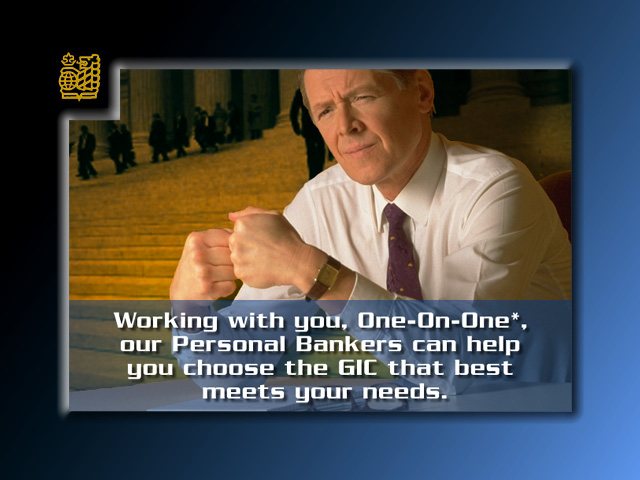 Working with you, One-On-One*,
our Personal Bankers can help
you choose the GIC that best
meets your needs.